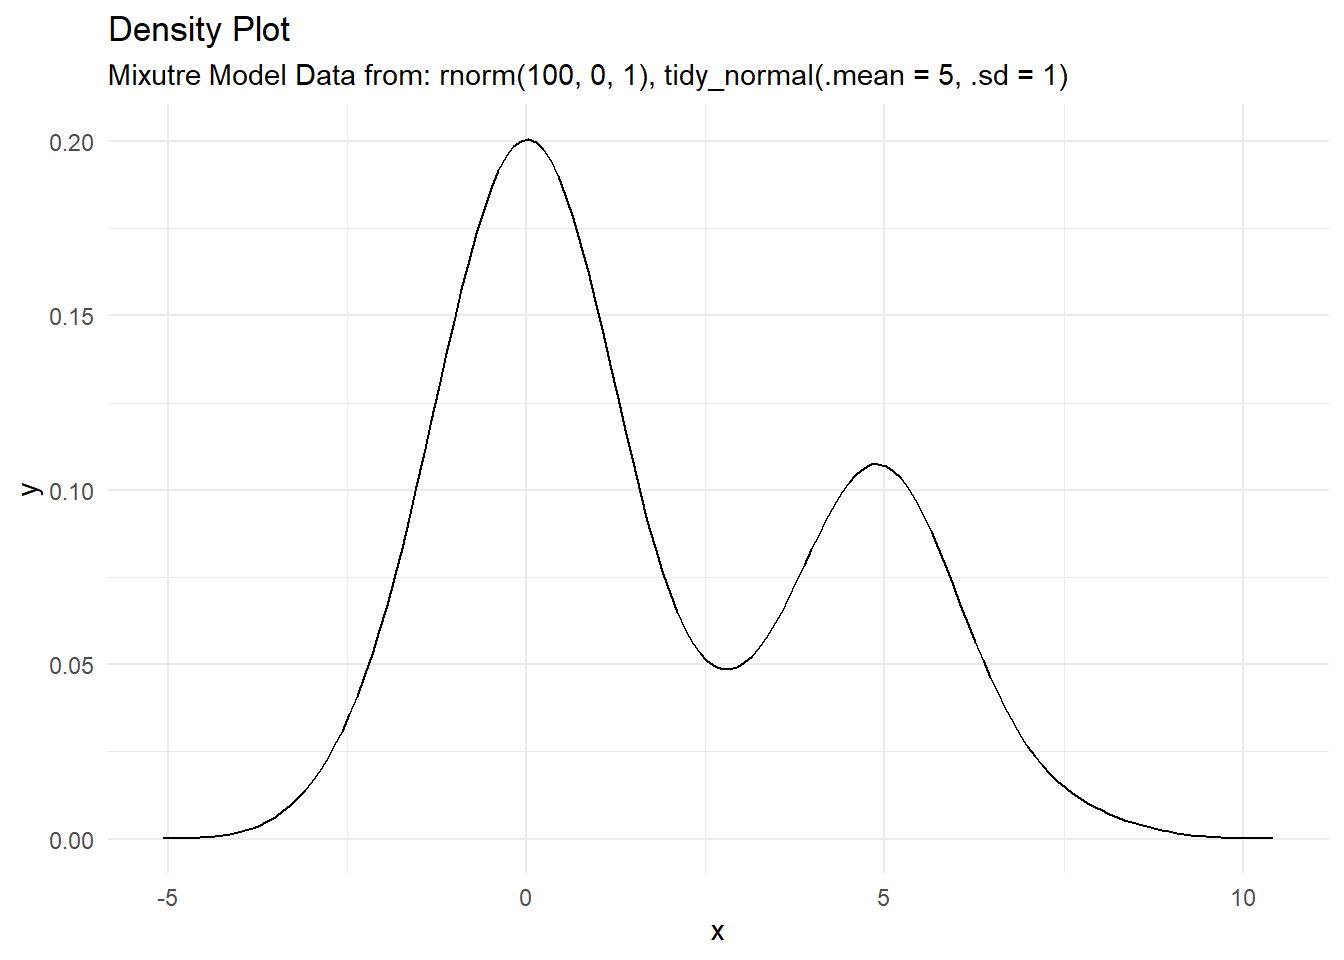 Density Plot
Mixutre Model Data from: rnorm(100, 0, 1), tidy_normal(.mean = 5, .sd = 1)
0.20
0.15
0.10
0.05
0.00
y
-5 0 5 10
x